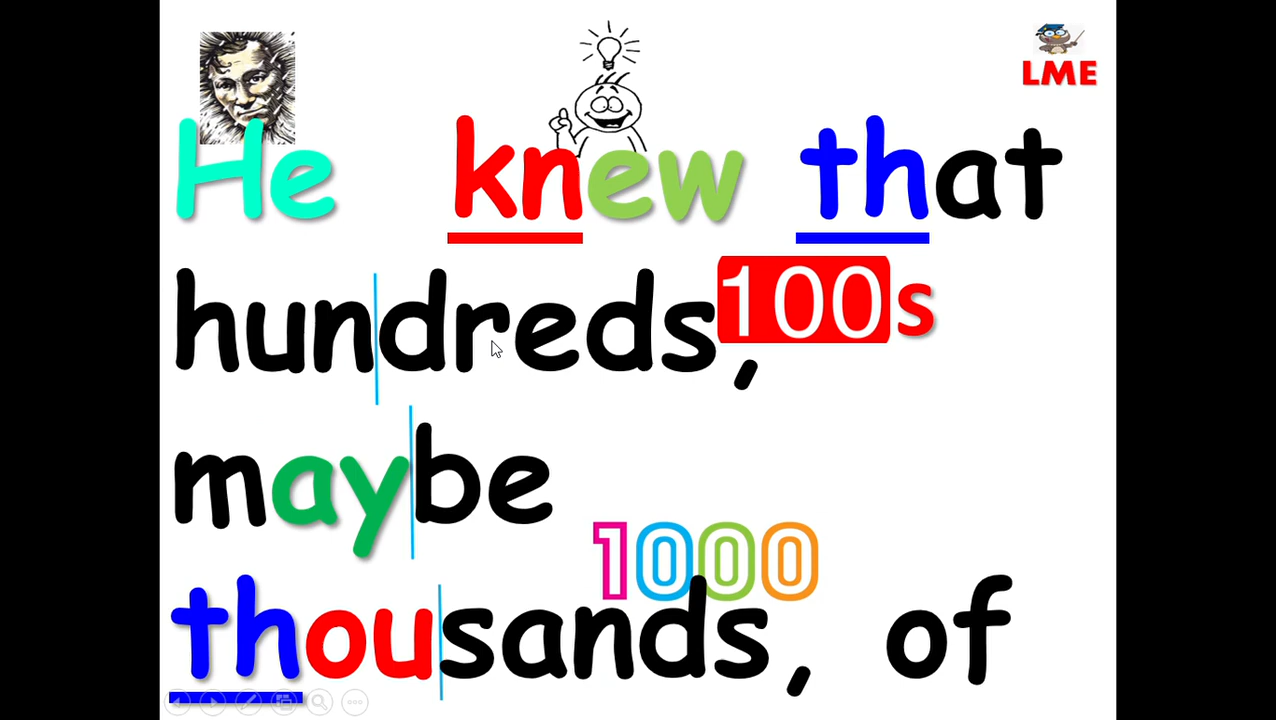 LME
He knew that
hundreds, 100s
maybe
1000
thousands, of